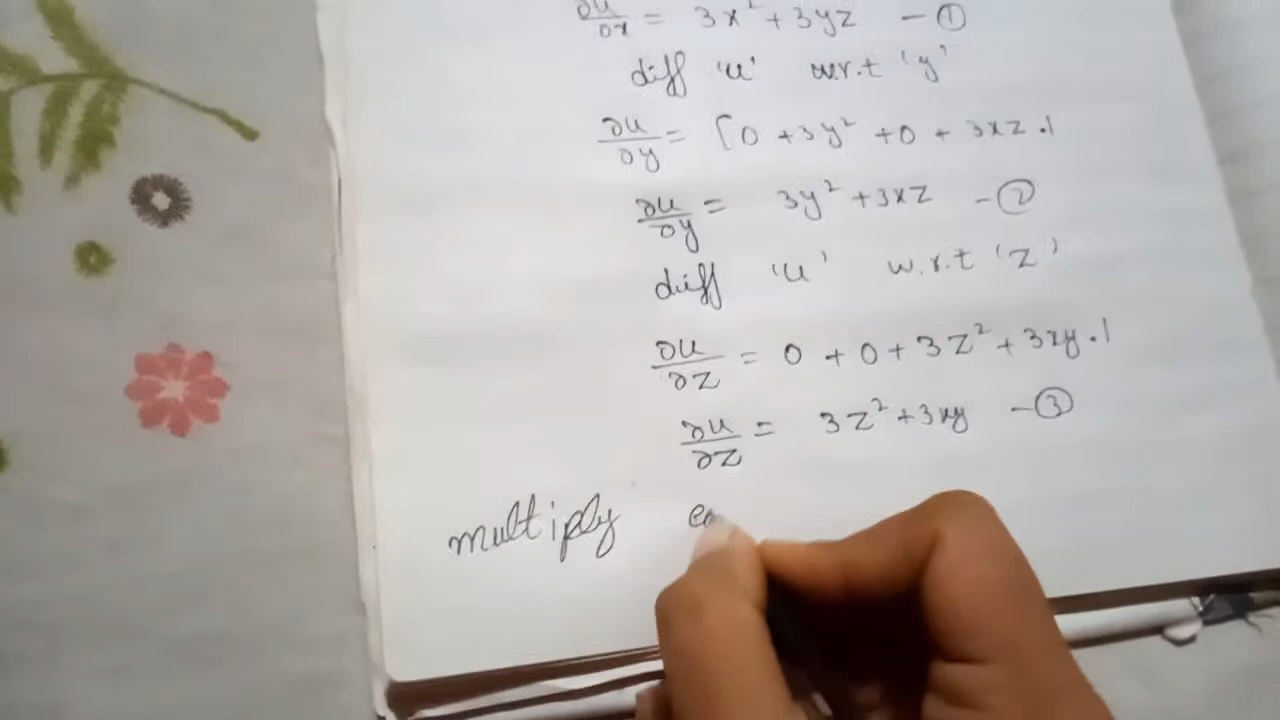 ∂u/∂x = 3x² + 3yz – ①
diff 'u' w.r.t 'y'
∂u/∂y = [0 + 3y² + 0 + 3xz . 1
∂u/∂y = 3y² + 3xz – ②
diff 'u' w.r.t 'z'
∂u/∂z = 0 + 0 + 3z² + 3xy . 1
∂u/∂z = 3z² + 3xy – ③
multiply